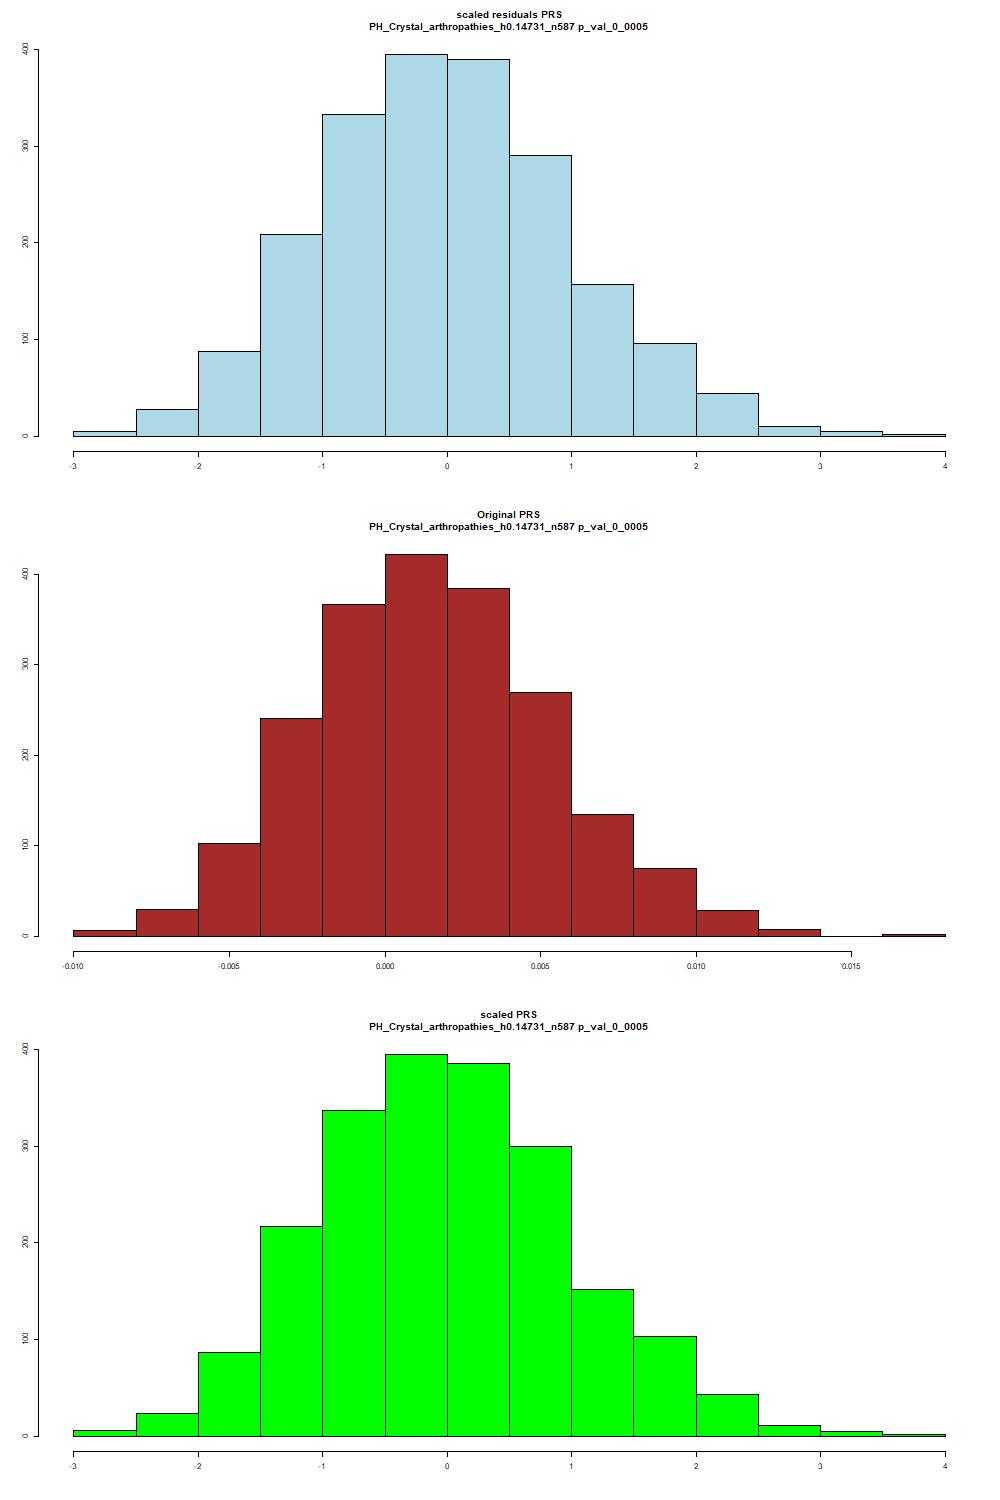 scaled residuals PRS
PH_Crystal_arthropathies_h0.14731_n587 p_val_0_0005
400
300
200
100
0
-3 -2 -1 0 1 2 3 4
Original PRS
PH_Crystal_arthropathies_h0.14731_n587 p_val_0_0005
400
300
200
100
0
-0.010 -0.005 0.000 0.005 0.010 0.015
scaled PRS
PH_Crystal_arthropathies_h0.14731_n587 p_val_0_0005
400
300
200
100
0
-3 -2 -1 0 1 2 3 4